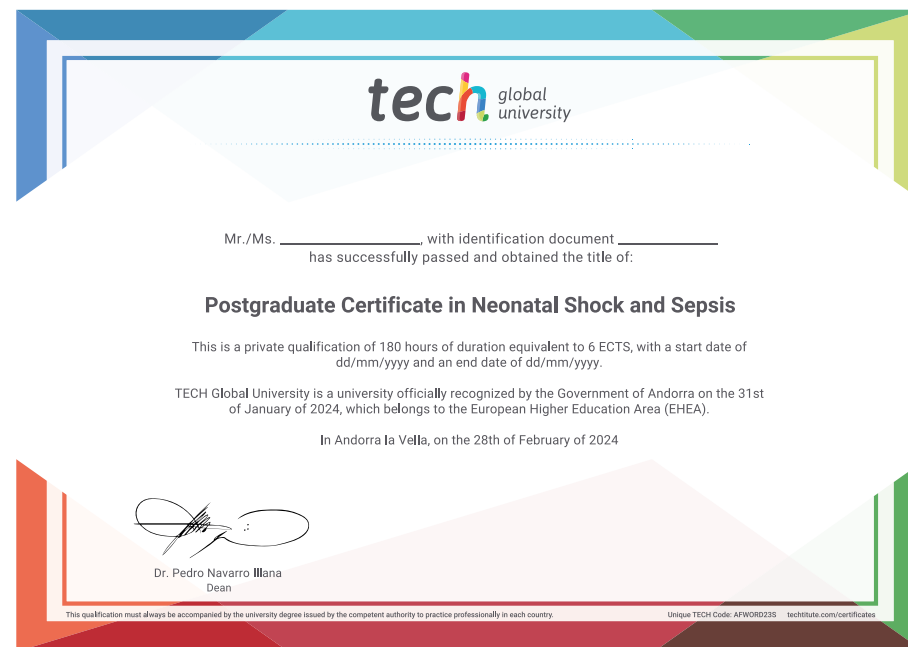 tech global university
Mr./Ms. ____________________, with identification document ______________
has successfully passed and obtained the title of:
Postgraduate Certificate in Neonatal Shock and Sepsis
This is a private qualification of 180 hours of duration equivalent to 6 ECTS, with a start date of
dd/mm/yyyy and an end date of dd/mm/yyyy.
TECH Global University is a university officially recognized by the Government of Andorra on the 31st
of January of 2024, which belongs to the European Higher Education Area (EHEA).
In Andorra la Vella, on the 28th of February of 2024
Dr. Pedro Navarro Illana
Dean
This qualification must always be accompanied by the university degree issued by the competent authority to practice professionally in each country.
Unique TECH Code: AFWORD23S techtitute.com/certificates